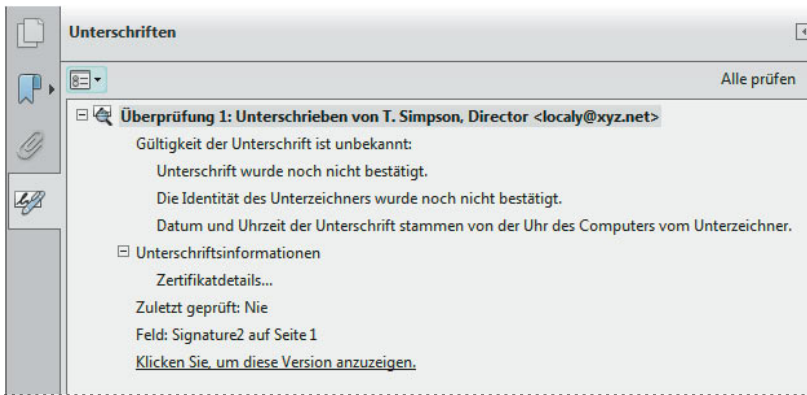 Unterschriften
Alle prüfen
Überprüfung 1: Unterschrieben von T. Simpson, Director <localy@xyz.net>
Gültigkeit der Unterschrift ist unbekannt:
Unterschrift wurde noch nicht bestätigt.
Die Identität des Unterzeichners wurde noch nicht bestätigt.
Datum und Uhrzeit der Unterschrift stammen von der Uhr des Computers vom Unterzeichner.
Unterschriftsinformationen
Zertifikatdetails...
Zuletzt geprüft: Nie
Feld: Signature2 auf Seite 1
Klicken Sie, um diese Version anzuzeigen.